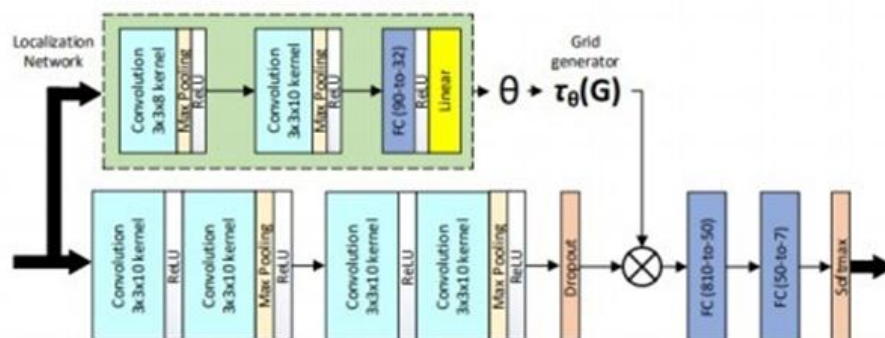 Localization
Network
Convolution
3x3x8 kernel
Max Pooling
ReLU
Convolution
3x3x10 kernel
Max Pooling
ReLU
FC (90-to-32)
ReLU
Linear
θ
Grid
generator
τθ(G)
Convolution
3x3x10 kernel
ReLU
Convolution
3x3x10 kernel
Max Pooling
ReLU
Convolution
3x3x10 kernel
ReLU
Convolution
3x3x10 kernel
Max Pooling
ReLU
Dropout
FC (810-to-50)
FC (50-to-7)
Softmax